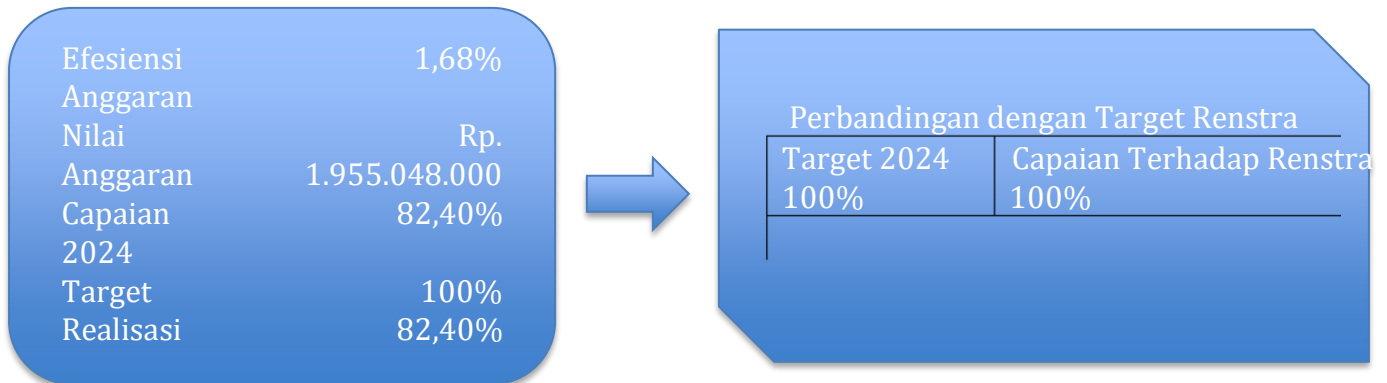 Efesiensi 1,68%
Anggaran
Nilai Rp.
Anggaran 1.955.048.000
Capaian 82,40%
2024
Target 100%
Realisasi 82,40%
Perbandingan dengan Target Renstra
Target 2024 Capaian Terhadap Renstra
100% 100%